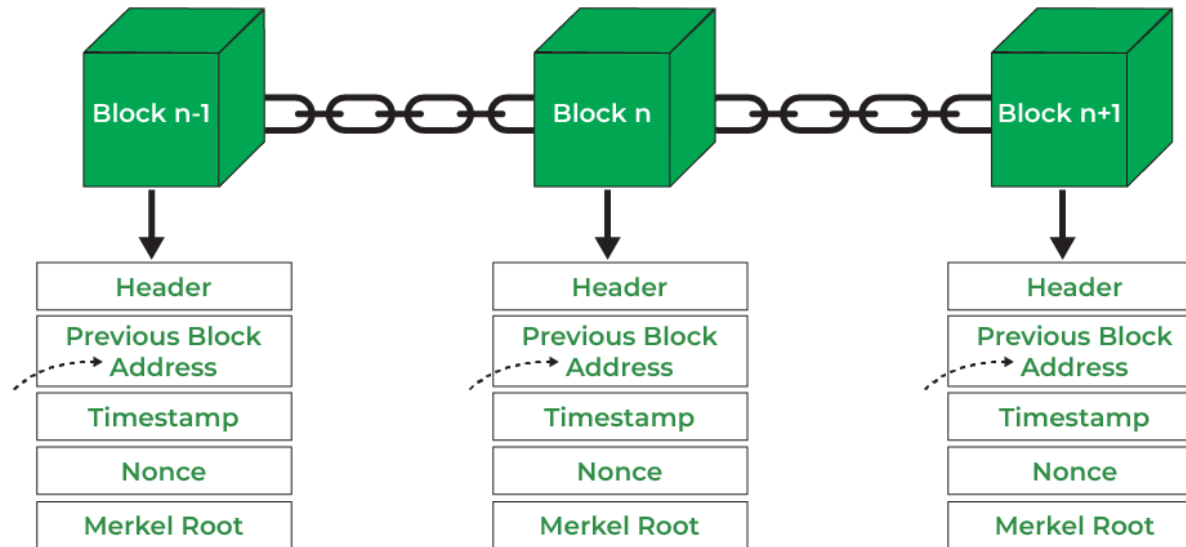 Block n-1
Block n
Block n+1
Header
Previous Block
Address
Timestamp
Nonce
Merkel Root
Header
Previous Block
Address
Timestamp
Nonce
Merkel Root
Header
Previous Block
Address
Timestamp
Nonce
Merkel Root